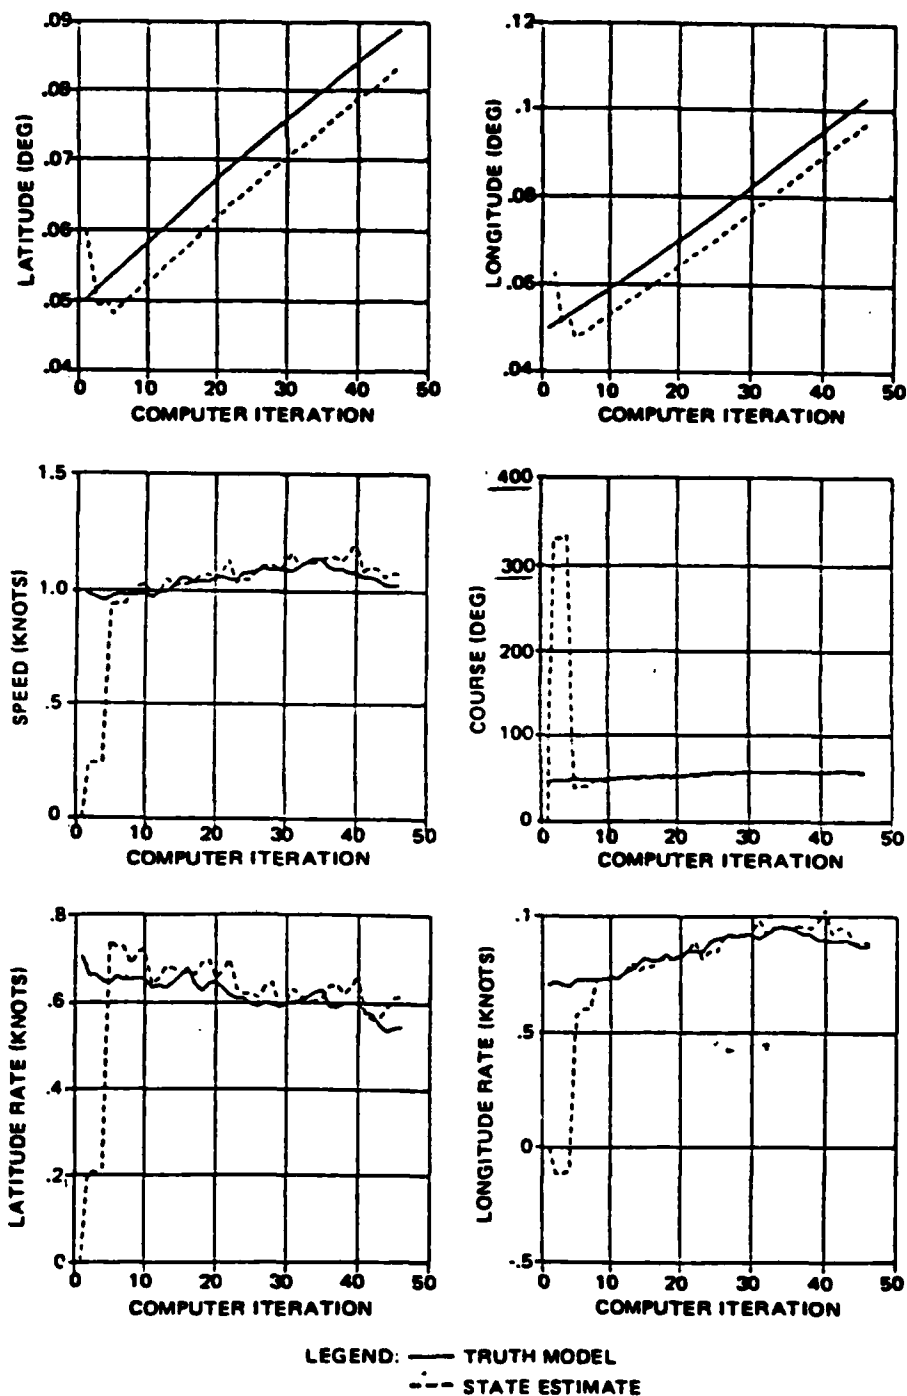 .09
.08
.07
.06
.05
.04
LATITUDE (DEG)
0 10 20 30 40 50
COMPUTER ITERATION
.12
.1
.08
.06
.04
LONGITUDE (DEG)
0 10 20 30 40 50
COMPUTER ITERATION
1.5
1.0
.5
0
SPEED (KNOTS)
0 10 20 30 40 50
COMPUTER ITERATION
400
300
200
100
0
COURSE (DEG)
0 10 20 30 40 50
COMPUTER ITERATION
.8
.6
.4
.2
0
LATITUDE RATE (KNOTS)
0 10 20 30 40 50
COMPUTER ITERATION
.1
.5
0
-.5
LONGITUDE RATE (KNOTS)
0 10 20 30 40 50
COMPUTER ITERATION
LEGEND: TRUTH MODEL
STATE ESTIMATE